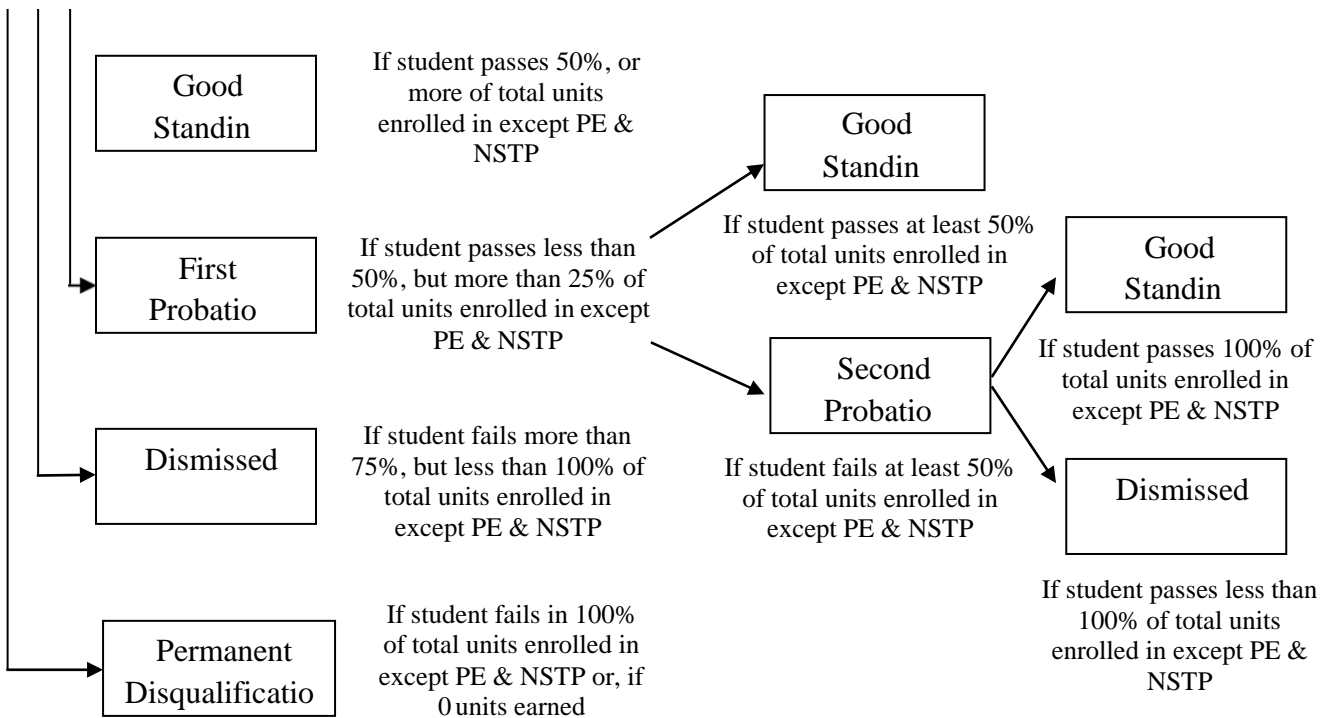 Good
Standin
If student passes 50%, or
more of total units
enrolled in except PE &
NSTP
Good
Standin
If student passes at least 50%
of total units enrolled in
except PE & NSTP
First
Probatio
If student passes less than
50%, but more than 25% of
total units enrolled in except
PE & NSTP
Good
Standin
If student passes 100% of
total units enrolled in
except PE & NSTP
Second
Probatio
If student fails at least 50%
of total units enrolled in
except PE & NSTP
Dismissed
If student fails more than
75%, but less than 100% of
total units enrolled in
except PE & NSTP
Dismissed
If student passes less than
100% of total units
enrolled in except PE &
NSTP
Permanent
Disqualificatio
If student fails in 100%
of total units enrolled in
except PE & NSTP or, if
0 units earned